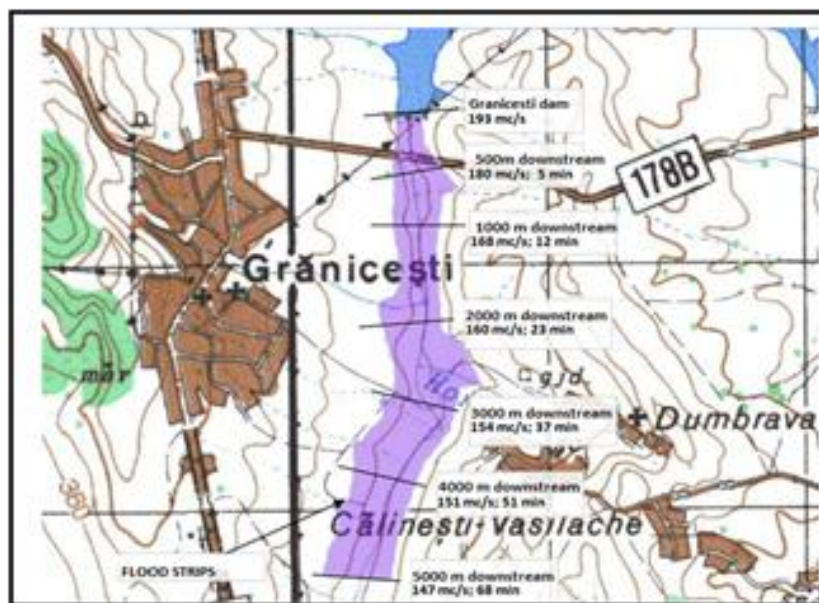 Granicesti dam
193 mc/s
500m downstream
180 mc/s; 5 min
178B
1000 m downstream
168 mc/s; 12 min
Grănicești
2000 m downstream
160 mc/s; 23 min
g.jd.
măr
3000 m downstream
154 mc/s; 37 min
Dumbrava
4000 m downstream
151 mc/s; 51 min
Călinești-Vasilache
FLOOD STRIPS
5000 m downstream
147 mc/s; 68 min